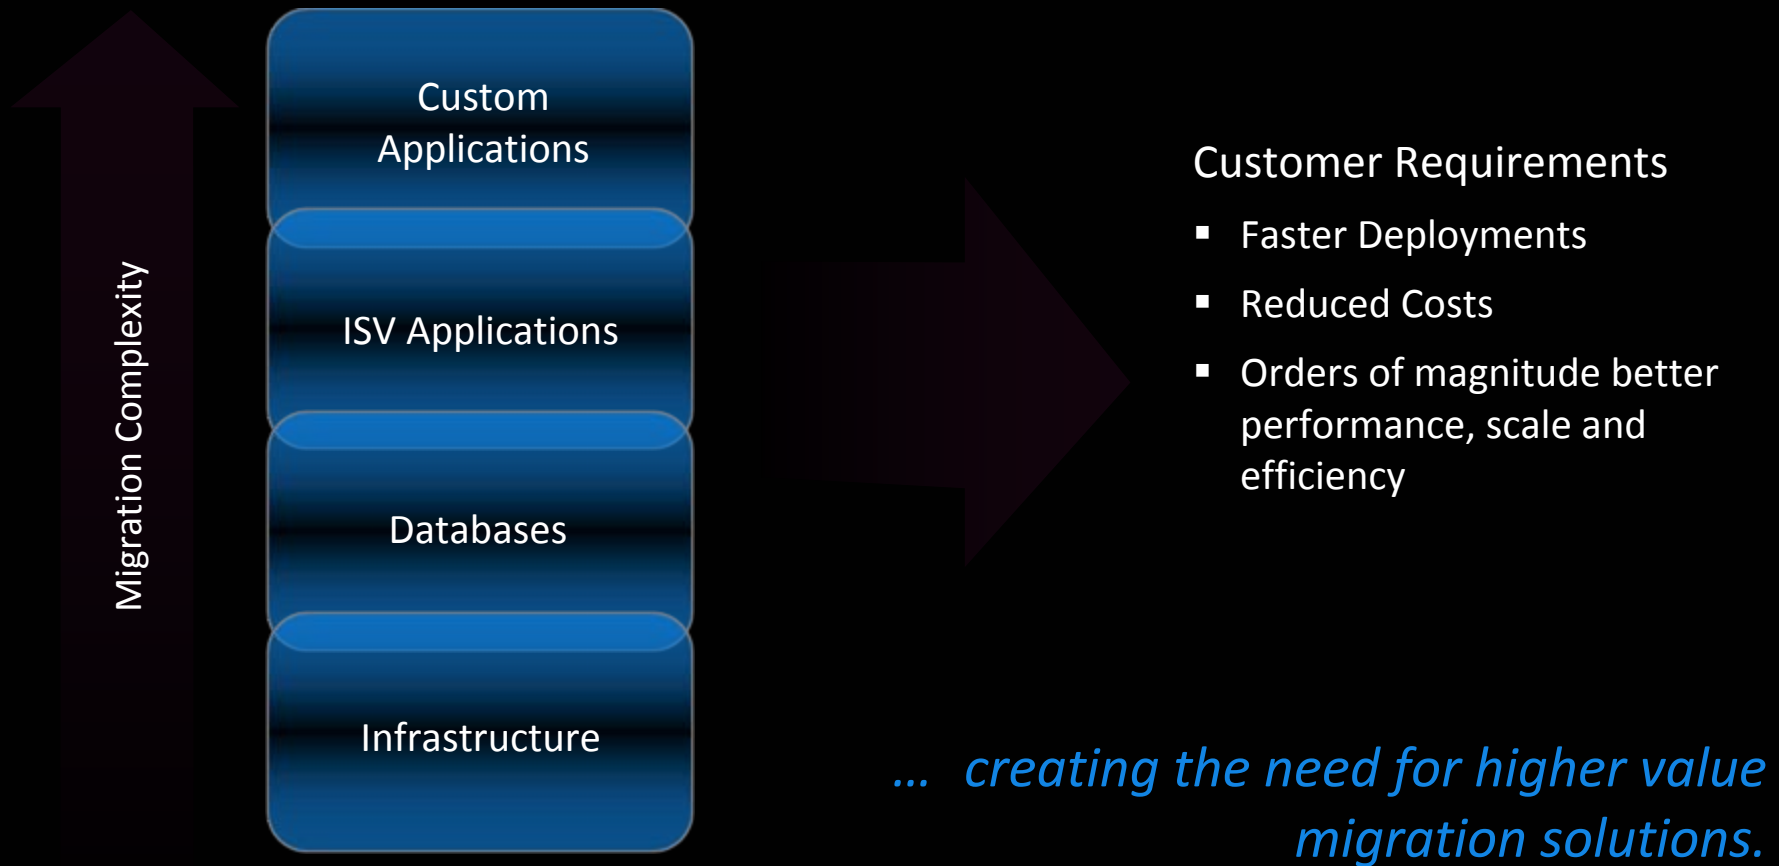 Migration Complexity
Custom
Applications
ISV Applications
Databases
Infrastructure
Customer Requirements
▪ Faster Deployments
▪ Reduced Costs
▪ Orders of magnitude better
performance, scale and
efficiency
... creating the need for higher value
migration solutions.